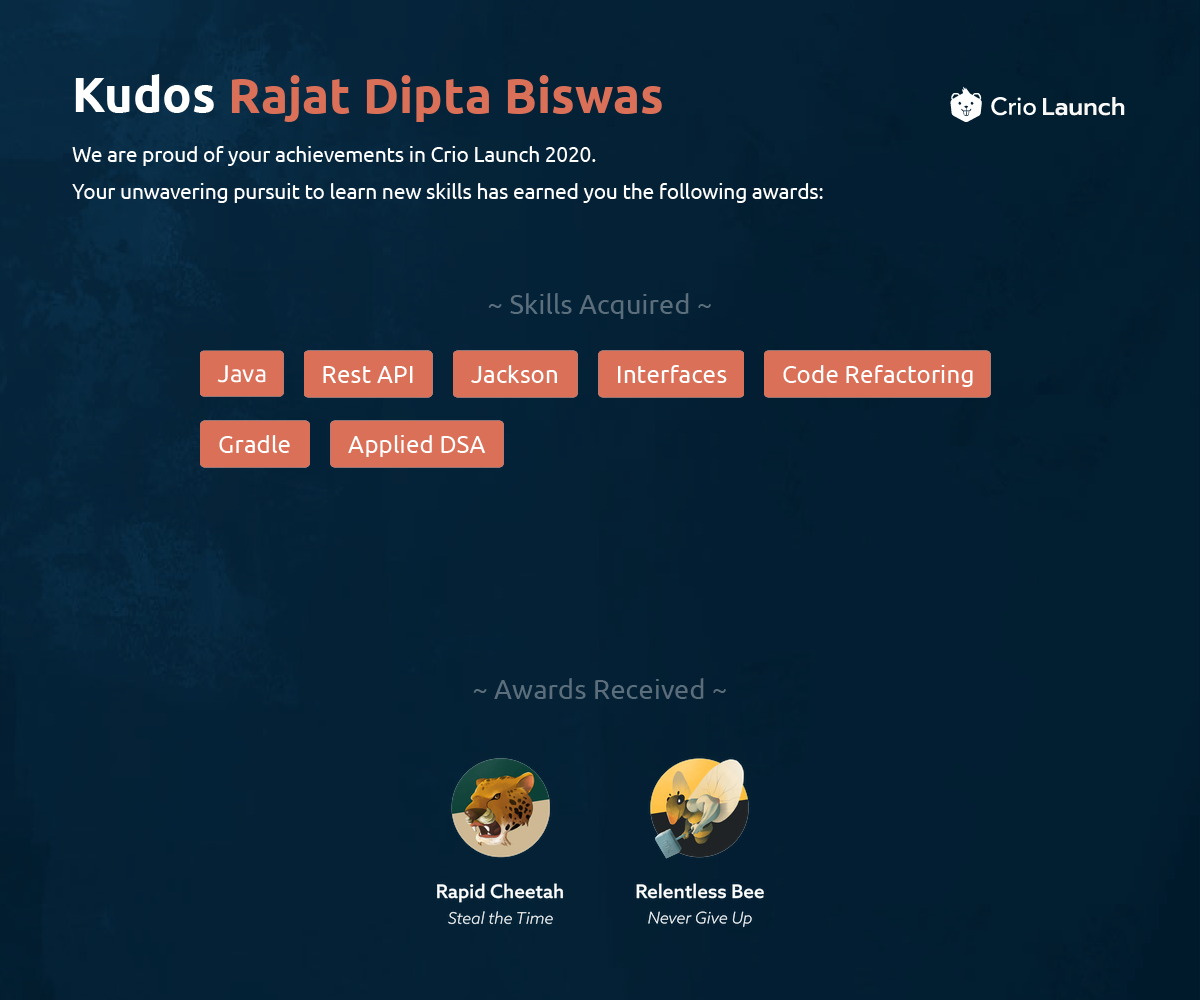 Kudos Rajat Dipta Biswas
Crio Launch
We are proud of your achievements in Crio Launch 2020.
Your unwavering pursuit to learn new skills has earned you the following awards:
~ Skills Acquired ~
Java Rest API Jackson Interfaces Code Refactoring
Gradle Applied DSA
~ Awards Received ~
Rapid Cheetah Relentless Bee
Steal the Time Never Give Up